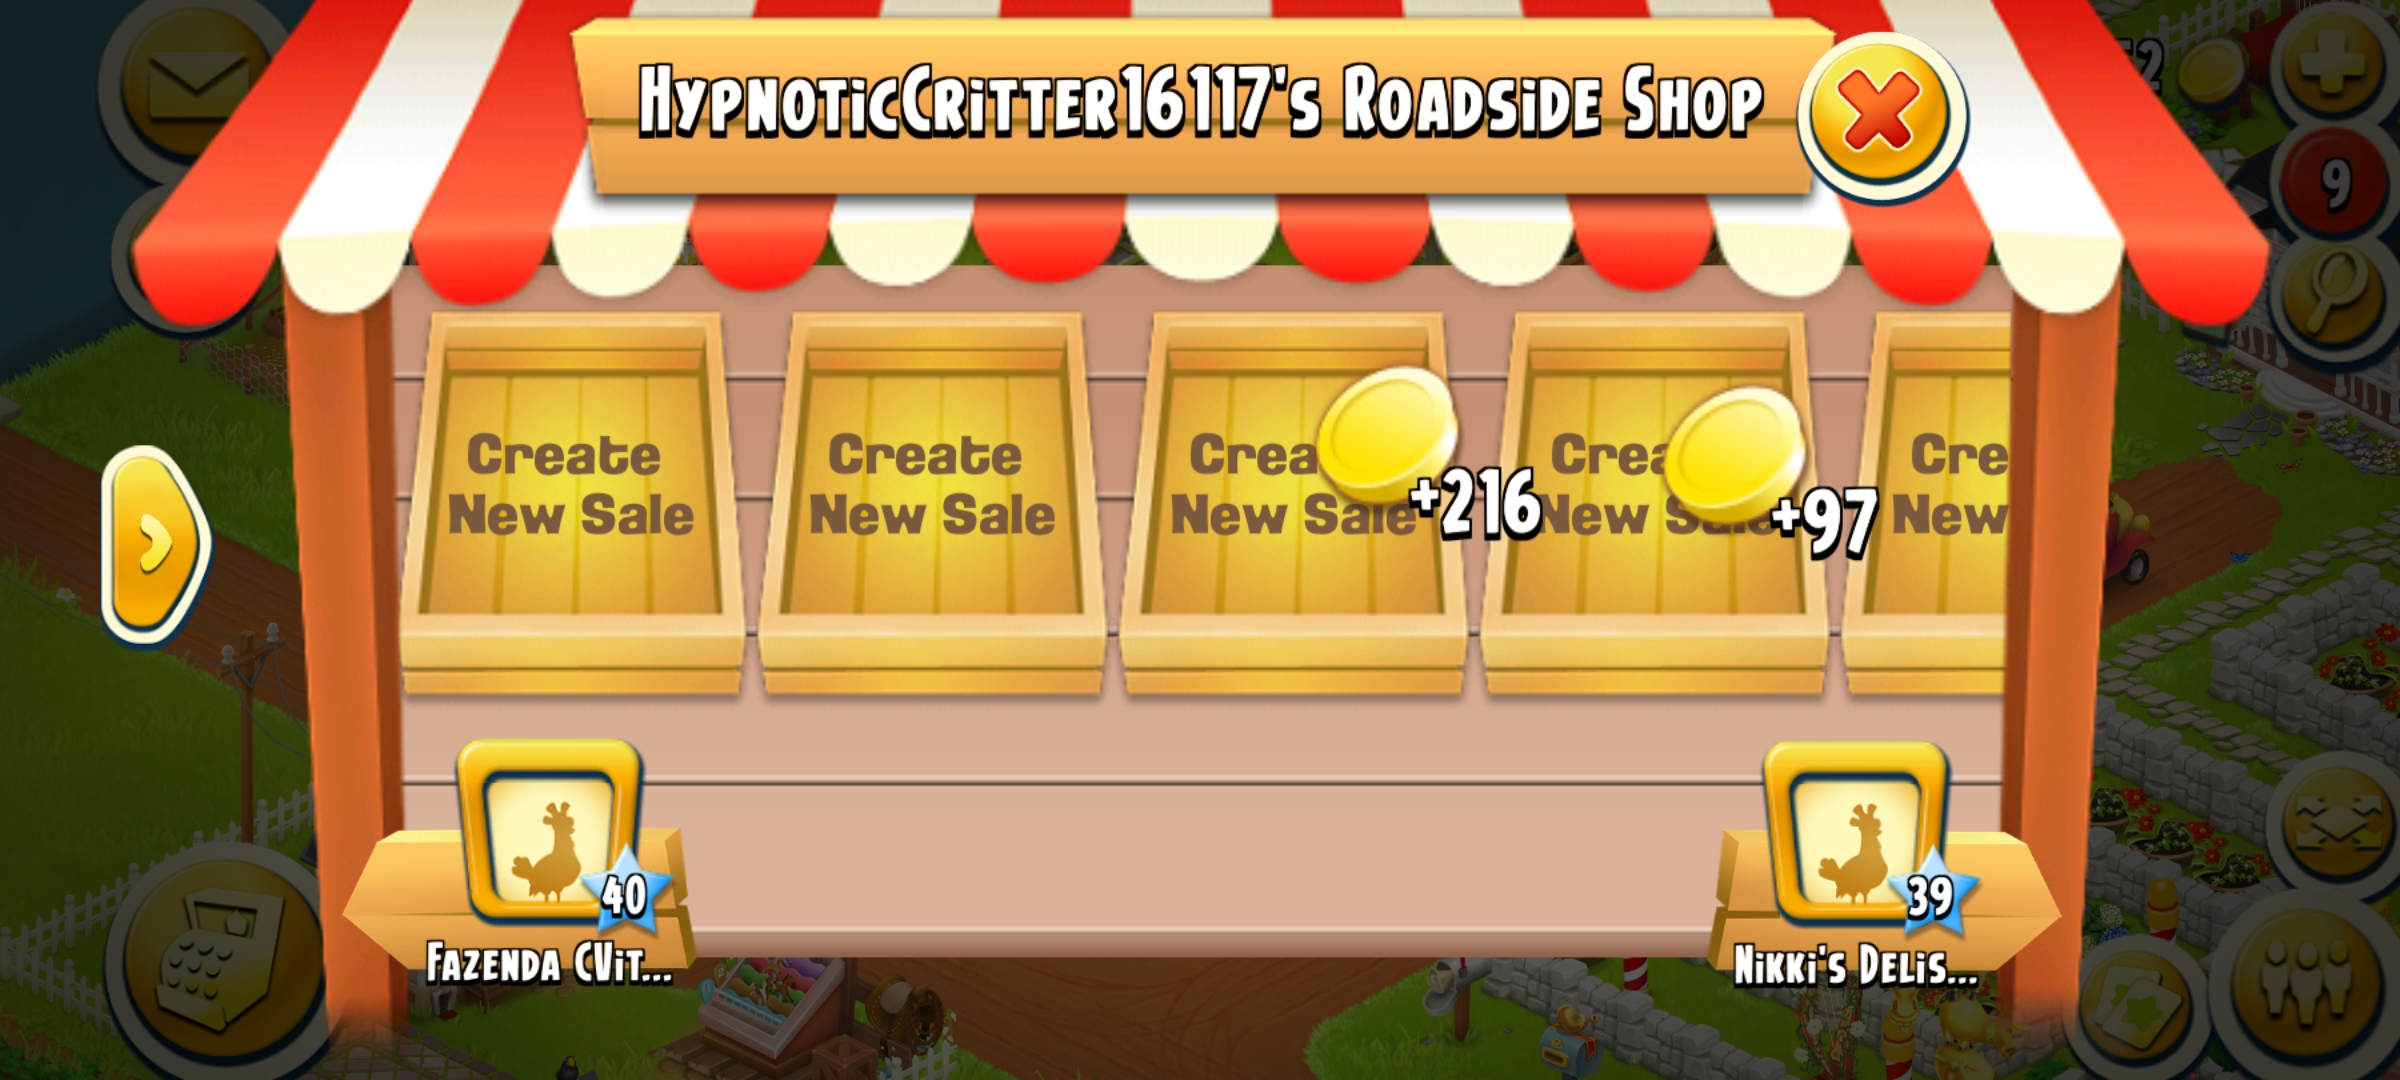 HypnoticCritter16117's Roadside Shop
9
Create
New Sale
Create
New Sale
Crea
New Sale
+216
Crea
New Sale
+97
Cre
New
40
Fazenda CVit...
39
Nikki's Delis...